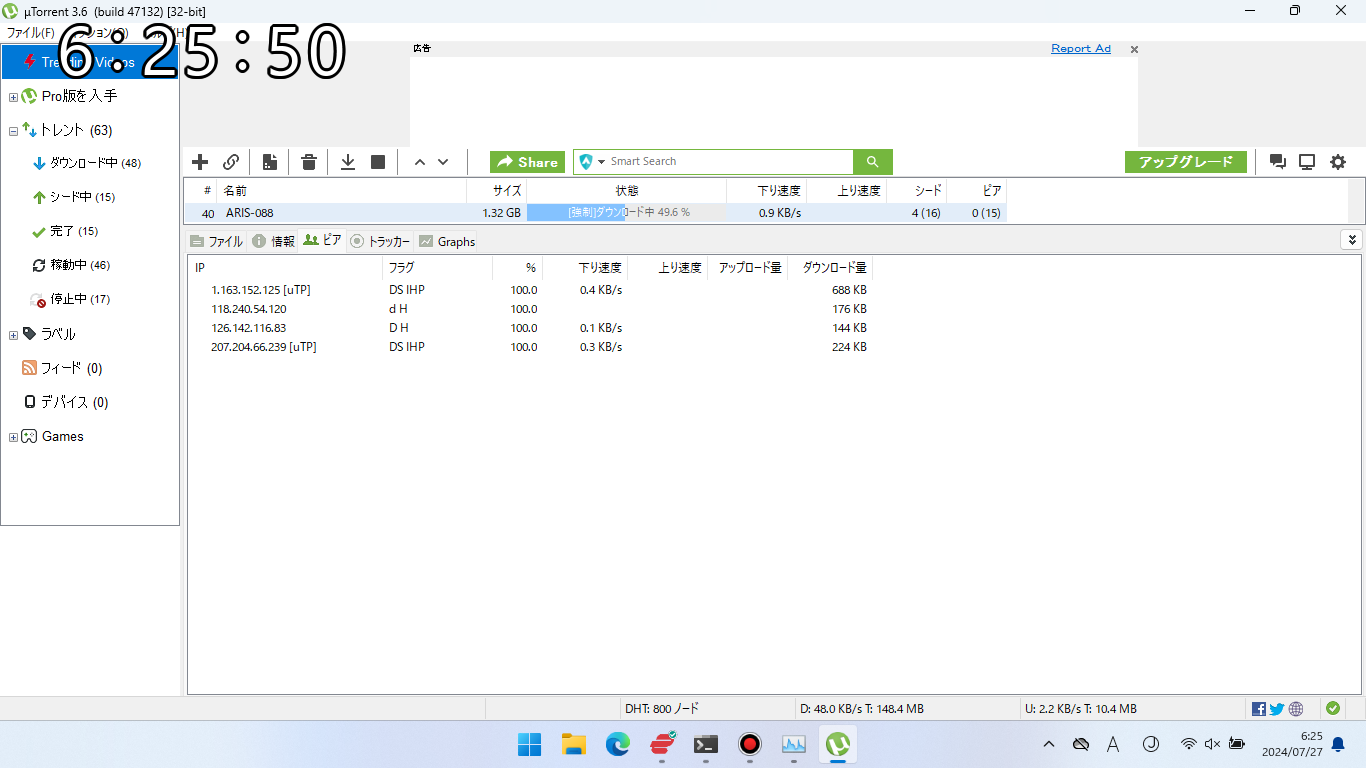 µTorrent 3.6 (build 47132) [32-bit]
ファイル(F)
6:25:50
Trending Videos
Pro版を入手
トレント (63)
ダウンロード中 (48)
シード中 (15)
完了 (15)
稼動中 (46)
停止中 (17)
ラベル
フィード (0)
デバイス (0)
Games
広告
Report Ad
Share
Smart Search
アップグレード
# 名前 サイズ 状態 下り速度 上り速度 シード ピア
40 ARIS-088 1.32 GB [強制]ダウンロード中 49.6 % 0.9 KB/s 4 (16) 0 (15)
ファイル 情報 ピア トラッカー Graphs
IP フラグ % 下り速度 上り速度 アップロード量 ダウンロード量
1.163.152.125 [uTP] DS IHP 100.0 0.4 KB/s 688 KB
118.240.54.120 d H 100.0 176 KB
126.142.116.83 D H 100.0 0.1 KB/s 144 KB
207.204.66.239 [uTP] DS IHP 100.0 0.3 KB/s 224 KB
DHT: 800 ノード D: 48.0 KB/s T: 148.4 MB U: 2.2 KB/s T: 10.4 MB
A
6:25
2024/07/27